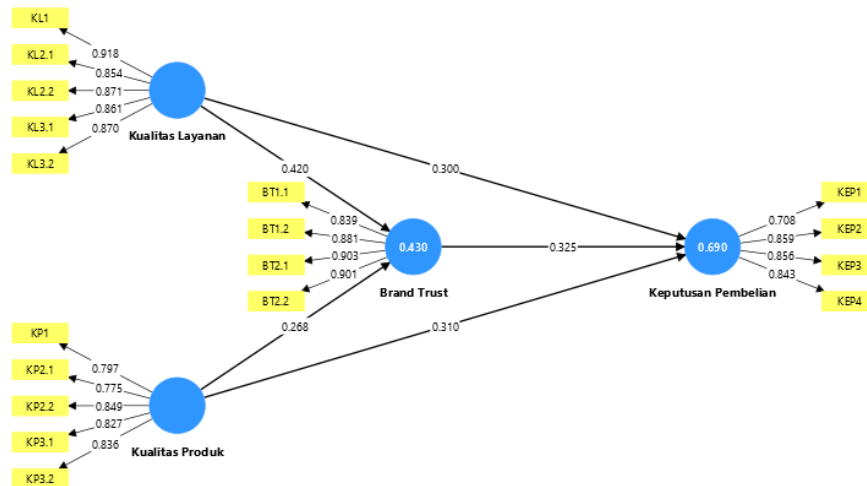 KL1
KL2.1
KL2.2
KL3.1
KL3.2
0.918
0.854
0.871
0.861
0.870
Kualitas Layanan
0.420
0.300
BT1.1
BT1.2
BT2.1
BT2.2
0.839
0.881
0.903
0.901
0.430
Brand Trust
0.325
0.690
Keputusan Pembelian
0.708
0.859
0.856
0.843
KEP1
KEP2
KEP3
KEP4
0.268
0.310
KP1
KP2.1
KP2.2
KP3.1
KP3.2
0.797
0.775
0.849
0.827
0.836
Kualitas Produk